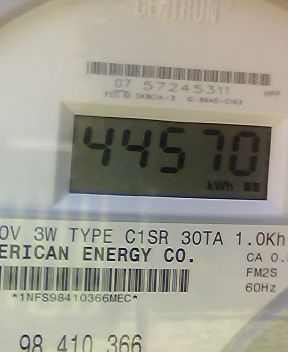 CENTRON
07 57245311
44570
kWh
0V 3W TYPE C1SR 30TA 1.0Kh
ERICAN ENERGY CO.
CA 0.
*1NFS98410366MEC*
FM2S
60Hz
98 410 366